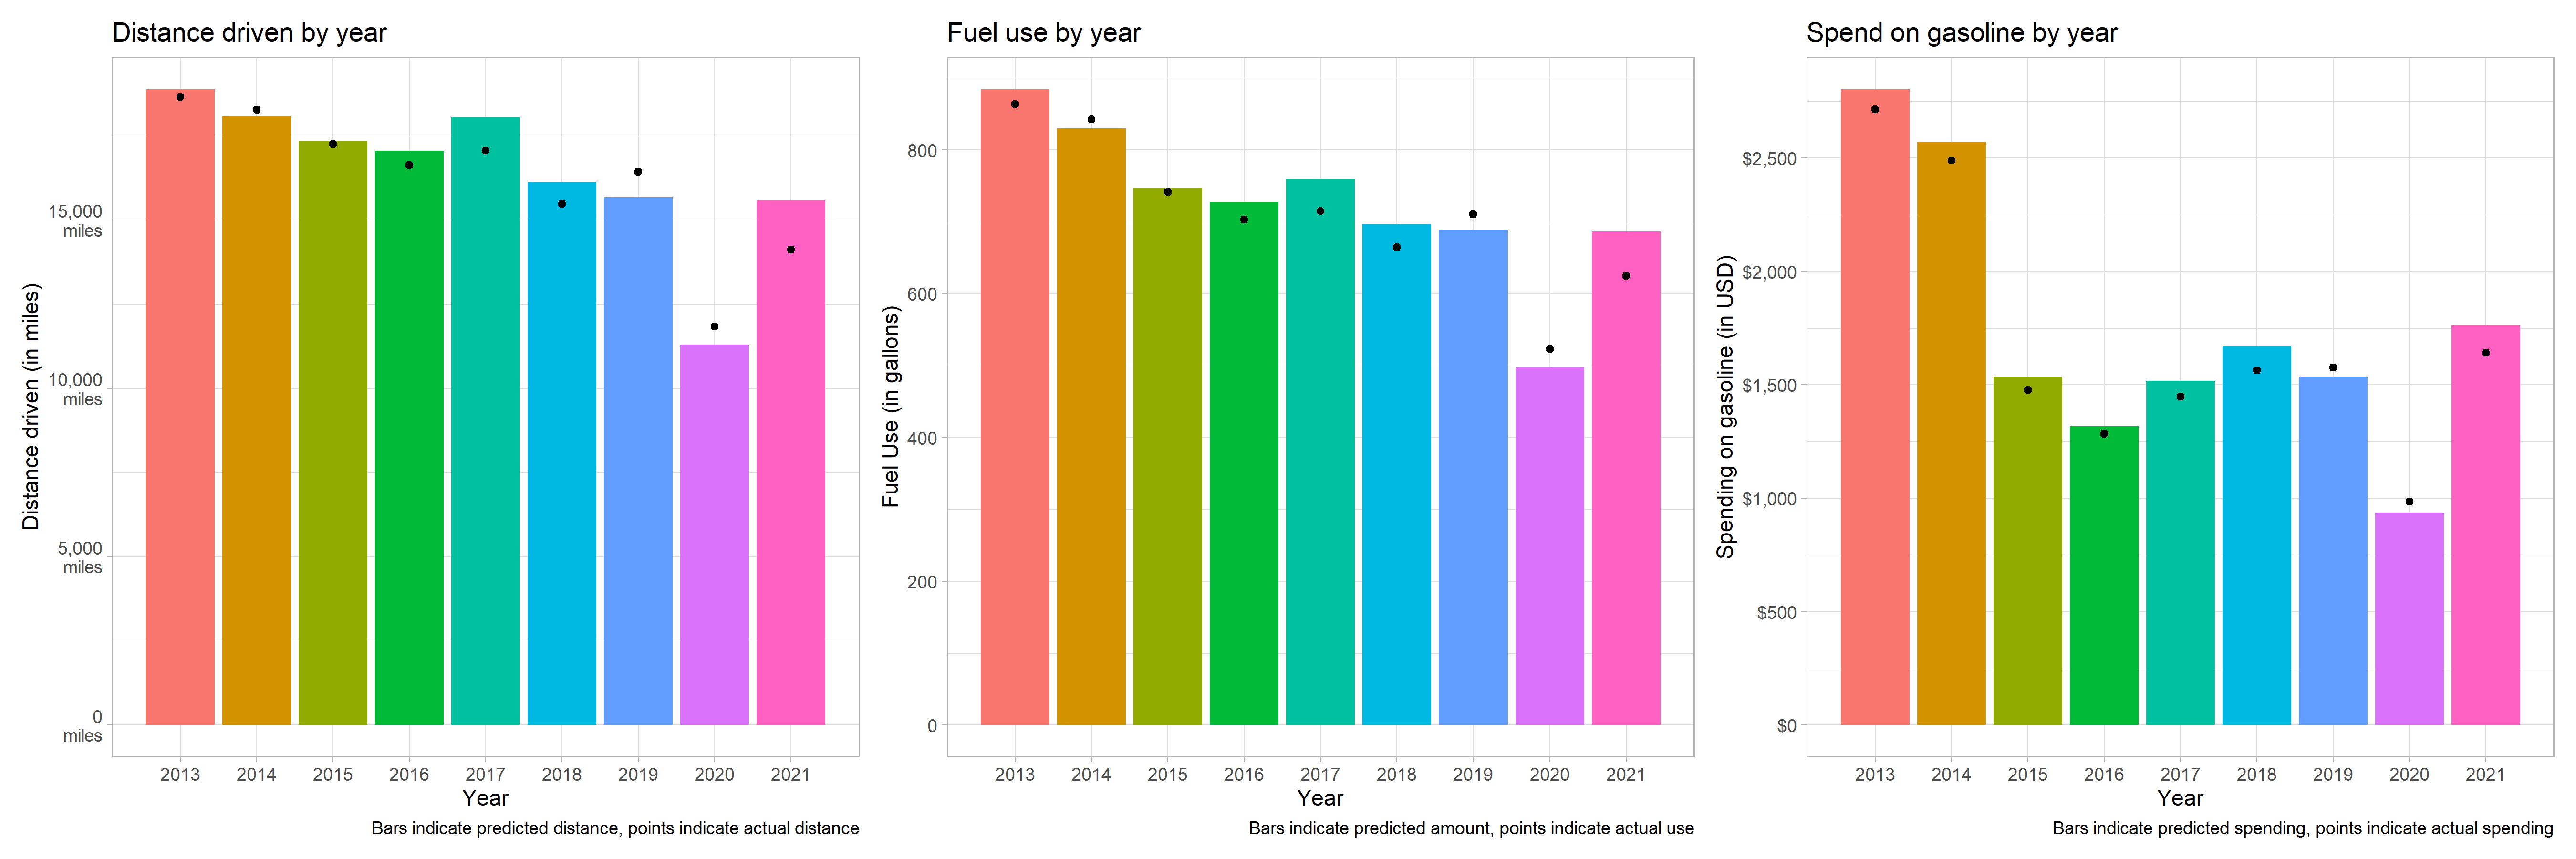 Distance driven by year
Distance driven (in miles)
15,000
miles
10,000
miles
5,000
miles
0
miles
2013 2014 2015 2016 2017 2018 2019 2020 2021
Year
Bars indicate predicted distance, points indicate actual distance
Fuel use by year
Fuel Use (in gallons)
800
600
400
200
0
2013 2014 2015 2016 2017 2018 2019 2020 2021
Year
Bars indicate predicted amount, points indicate actual use
Spend on gasoline by year
Spending on gasoline (in USD)
$2,500
$2,000
$1,500
$1,000
$500
$0
2013 2014 2015 2016 2017 2018 2019 2020 2021
Year
Bars indicate predicted spending, points indicate actual spending